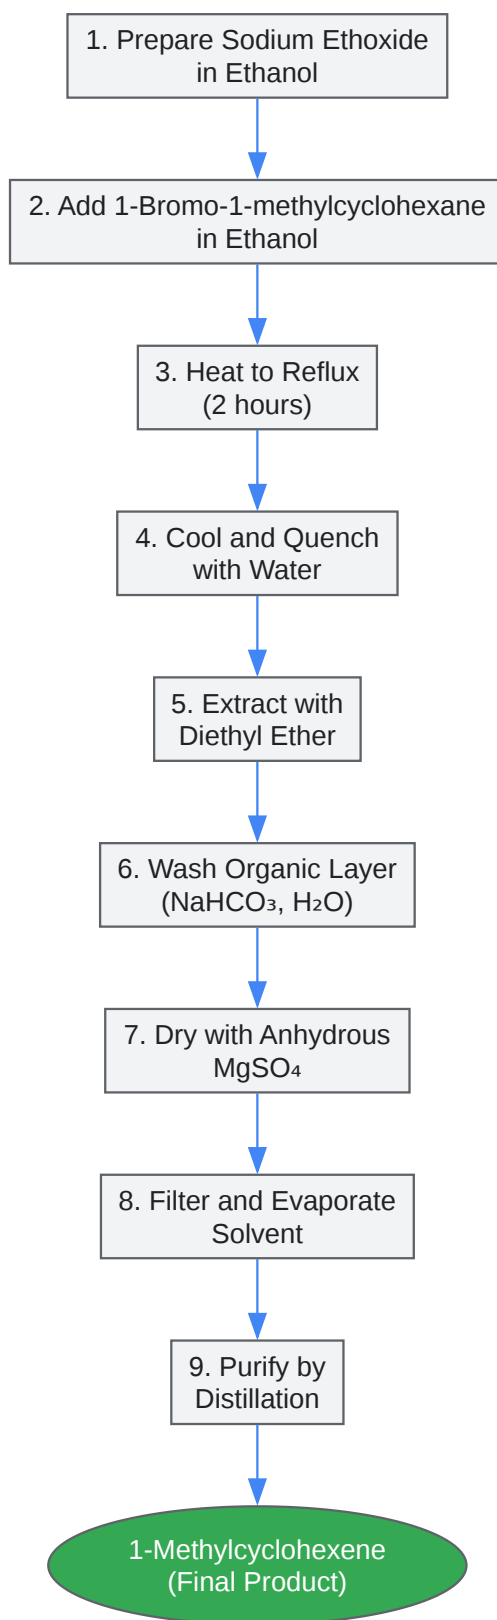 1. Prepare Sodium Ethoxide
in Ethanol
2. Add 1-Bromo-1-methylcyclohexane
in Ethanol
3. Heat to Reflux
(2 hours)
4. Cool and Quench
with Water
5. Extract with
Diethyl Ether
6. Wash Organic Layer
(NaHCO₃, H₂O)
7. Dry with Anhydrous
MgSO₄
8. Filter and Evaporate
Solvent
9. Purify by
Distillation
1-Methylcyclohexene
(Final Product)